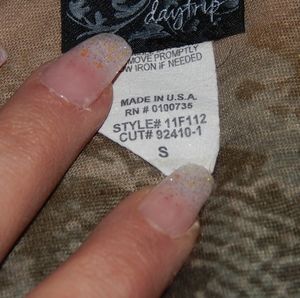 daytrip
MOVE PROMPTLY
IRON IF NEEDED
MADE IN U.S.A.
RN # 0100735
STYLE# 11F112
CUT# 92410-1
S